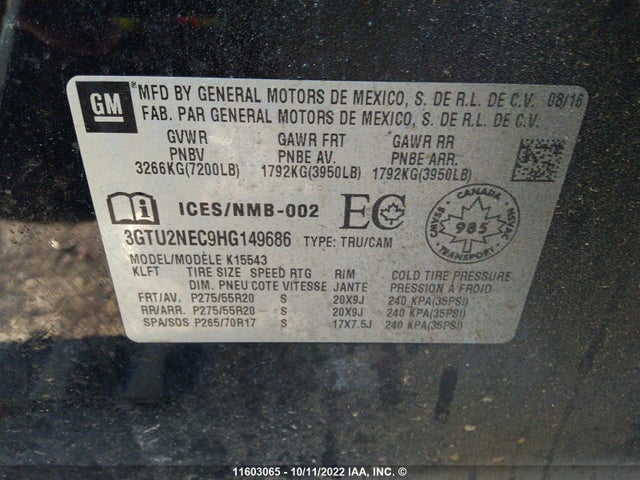 GM
MFD BY GENERAL MOTORS DE MEXICO, S. DE R.L. DE C.V. 08/16
FAB. PAR GENERAL MOTORS DE MEXICO, S. DE R.L. DE C.V.
GVWR GAWR FRT GAWR RR
PNBV PNBE AV. PNBE ARR.
3266KG(7200LB) 1792KG(3950LB) 1792KG(3950LB)
ICES/NMB-002 EC
CANADA
985
TRANSPORT
3GTU2NEC9HG149686 TYPE: TRU/CAM
MODEL/MODÈLE K15543
KLFT TIRE SIZE SPEED RTG RIM COLD TIRE PRESSURE
DIM. PNEU COTE VITESSE JANTE PRESSION À FROID
FRT/AV. P275/55R20 S 20X9J 240 KPA(35PSI)
RR/ARR. P275/55R20 S 20X9J 240 KPA(35PSI)
SPA/SOS P265/70R17 S 17X7.5J 240 KPA(35PSI)
11603065 - 10/11/2022 IAA, INC. ©